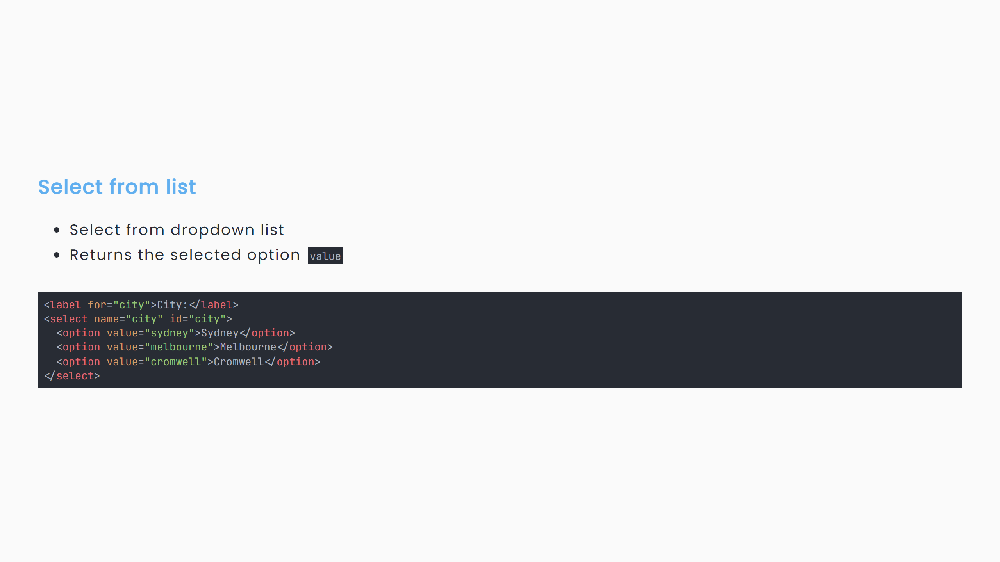 Select from list
Select from dropdown list
Returns the selected option value
<label for="city">City:</label>
<select name="city" id="city">
  <option value="sydney">Sydney</option>
  <option value="melbourne">Melbourne</option>
  <option value="cromwell">Cromwell</option>
</select>